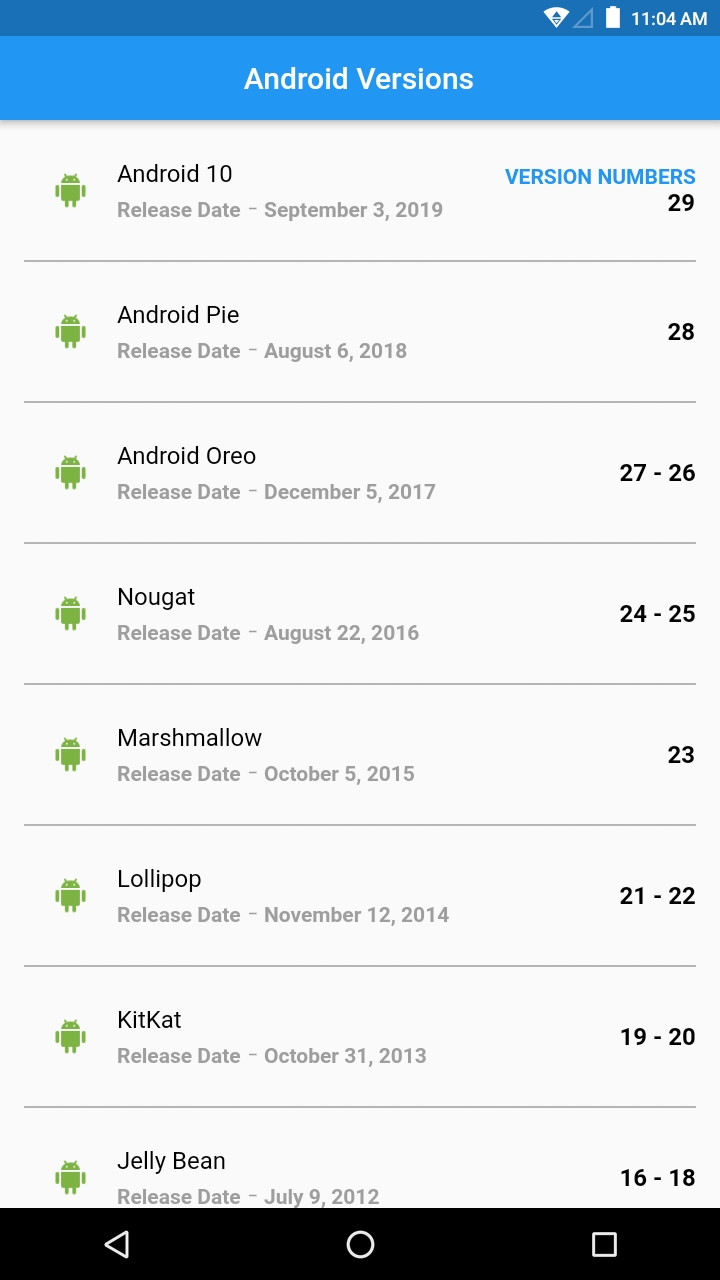 11:04 AM
Android Versions
Android 10
VERSION NUMBERS
Release Date - September 3, 2019
29
Android Pie
Release Date - August 6, 2018
28
Android Oreo
Release Date - December 5, 2017
27 - 26
Nougat
Release Date - August 22, 2016
24 - 25
Marshmallow
Release Date - October 5, 2015
23
Lollipop
Release Date - November 12, 2014
21 - 22
KitKat
Release Date - October 31, 2013
19 - 20
Jelly Bean
Release Date - July 9, 2012
16 - 18